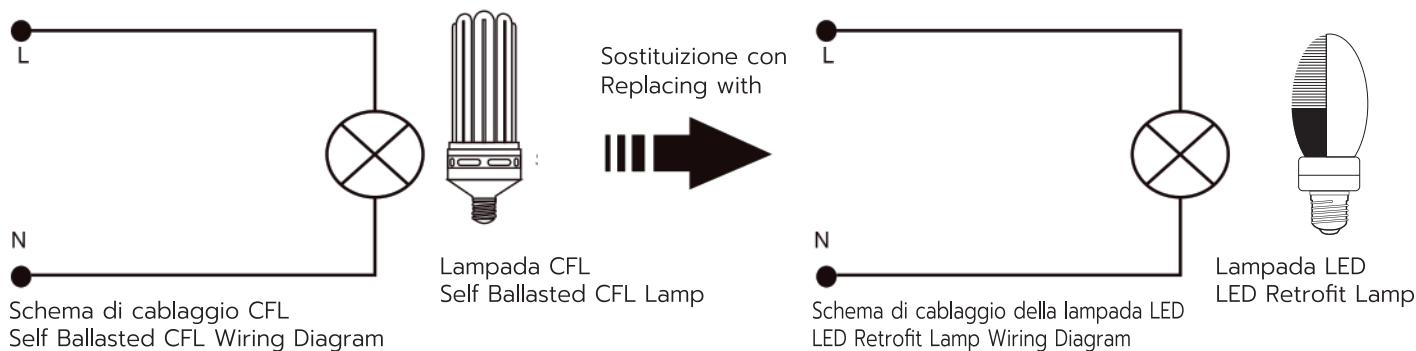 L
N
Schema di cablaggio CFL
Self Ballasted CFL Wiring Diagram
Lampada CFL
Self Ballasted CFL Lamp
Sostituizione con
Replacing with
L
N
Schema di cablaggio della lampada LED
LED Retrofit Lamp Wiring Diagram
Lampada LED
LED Retrofit Lamp